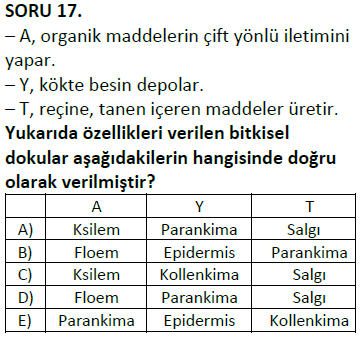 SORU 17.
– A, organik maddelerin çift yönlü iletimini
yapar.
– Y, kökte besin depolar.
– T, reçine, tanen içeren maddeler üretir.
Yukarıda özellikleri verilen bitkisel
dokular aşağıdakilerin hangisinde doğru
olarak verilmiştir?
A Y T
A) Ksilem Parankima Salgı
B) Floem Epidermis Parankima
C) Ksilem Kollenkima Salgı
D) Floem Parankima Salgı
E) Parankima Epidermis Kollenkima